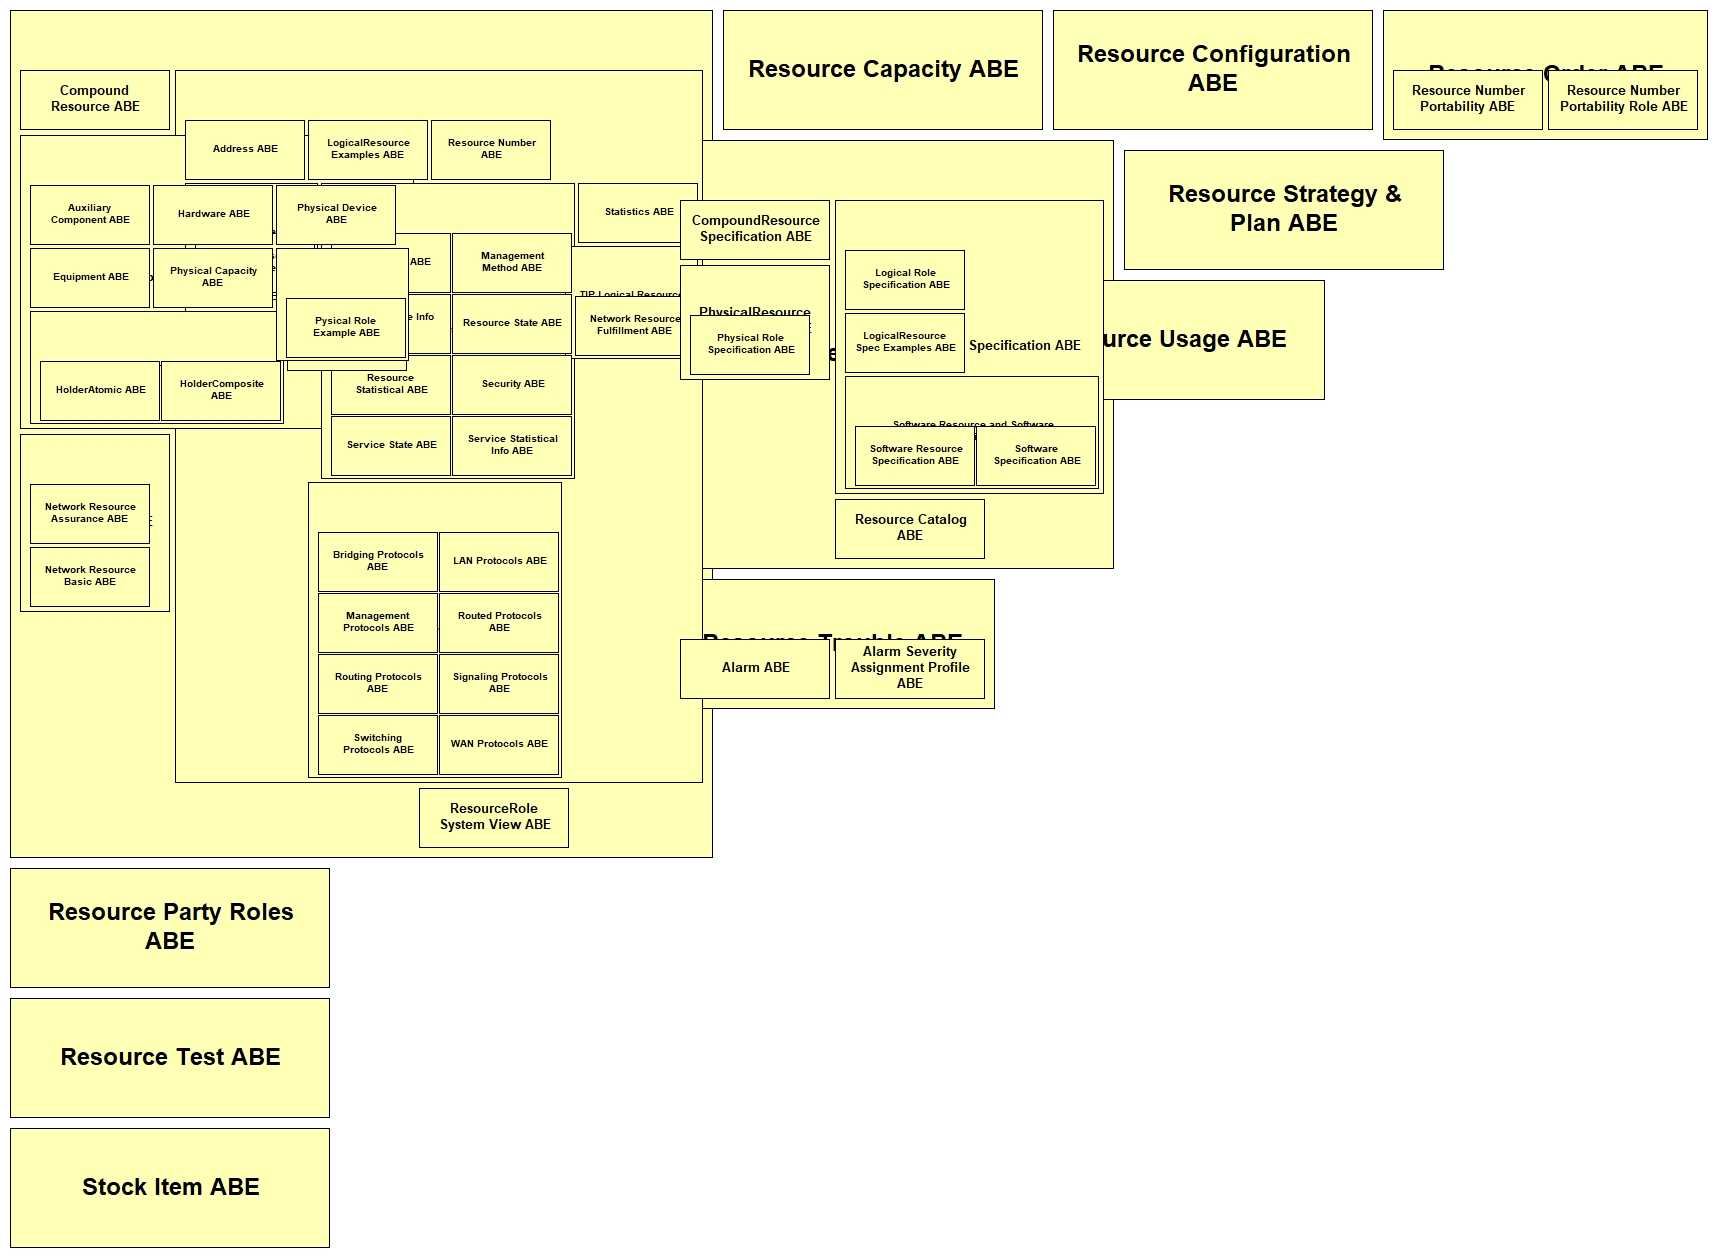 Resource Capacity ABE
Resource Configuration
ABE
Resource Order ABE
Resource Number
Portability ABE
Resource Number
Portability Role ABE
Compound
Resource ABE
Address ABE
LogicalResource
Examples ABE
Resource Number
ABE
Auxiliary
Component ABE
Hardware ABE
Physical Device
ABE
Statistics ABE
Equipment ABE
Physical Capacity
ABE
ABE
Management
Method ABE
TIP Logical Resource
Pysical Role
Example ABE
e Info
Resource State ABE
Network Resource
Fulfillment ABE
HolderAtomic ABE
HolderComposite
ABE
Resource
Statistical ABE
Security ABE
Service State ABE
Service Statistical
Info ABE
Network Resource
Assurance ABE
Network Resource
Basic ABE
Bridging Protocols
ABE
LAN Protocols ABE
Management
Protocols ABE
Routed Protocols
ABE
Routing Protocols
ABE
Signaling Protocols
ABE
Switching
Protocols ABE
WAN Protocols ABE
ResourceRole
System View ABE
CompoundResource
Specification ABE
PhysicalResource
Physical Role
Specification ABE
Logical Role
Specification ABE
LogicalResource
Spec Examples ABE
Specification ABE
Software Resource and Software
Software Resource
Specification ABE
Software
Specification ABE
Resource Catalog
ABE
Resource Strategy &
Plan ABE
urce Usage ABE
Resource Trouble ABE
Alarm ABE
Alarm Severity
Assignment Profile
ABE
Resource Party Roles
ABE
Resource Test ABE
Stock Item ABE